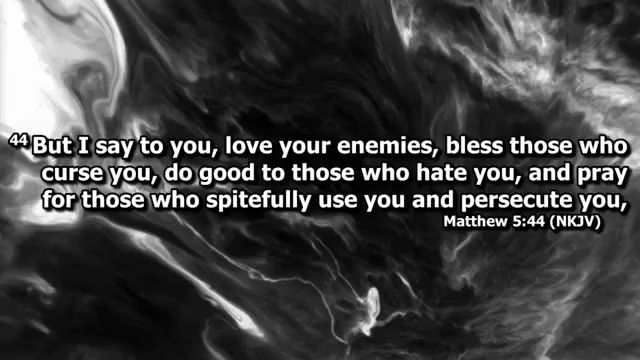 44 But I say to you, love your enemies, bless those who
curse you, do good to those who hate you, and pray
for those who spitefully use you and persecute you,
Matthew 5:44 (NKJV)